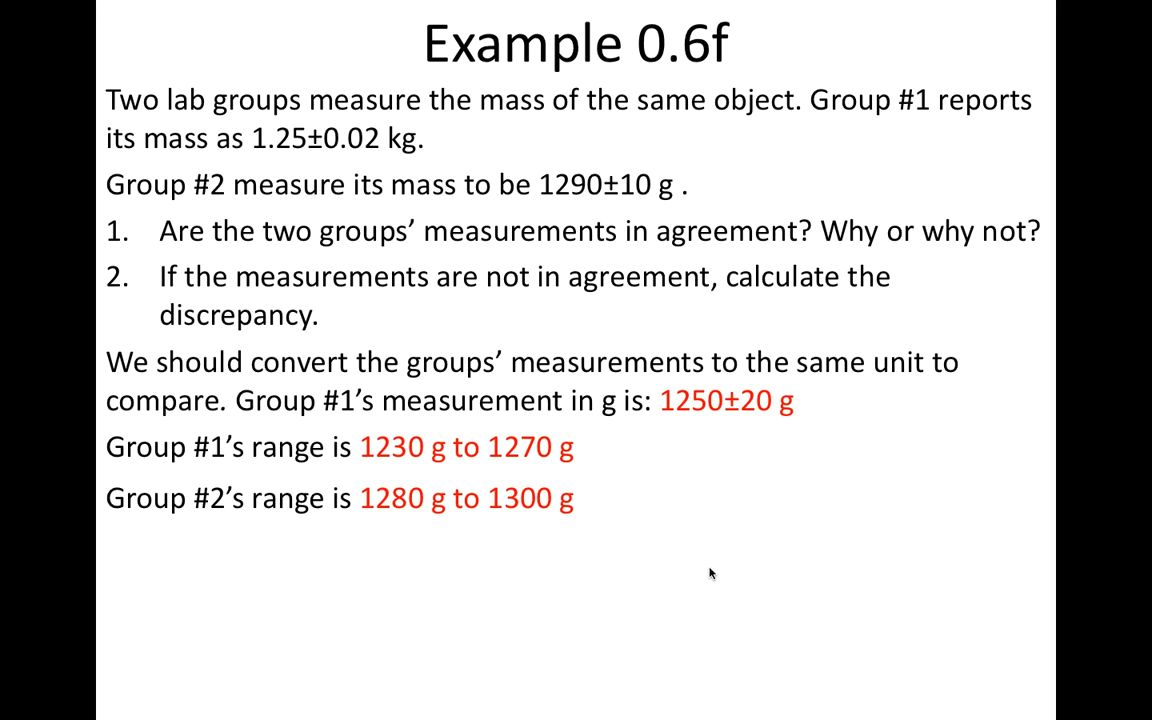 Example 0.6f
Two lab groups measure the mass of the same object. Group #1 reports
its mass as 1.25±0.02 kg.
Group #2 measure its mass to be 1290±10 g .
1. Are the two groups’ measurements in agreement? Why or why not?
2. If the measurements are not in agreement, calculate the
discrepancy.
We should convert the groups’ measurements to the same unit to
compare. Group #1’s measurement in g is: 1250±20 g
Group #1’s range is 1230 g to 1270 g
Group #2’s range is 1280 g to 1300 g